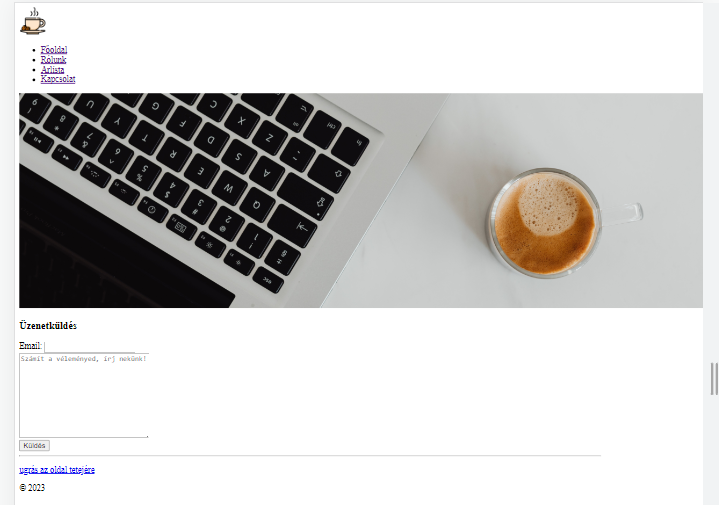 Főoldal
Rólunk
Árlista
Kapcsolat
Üzenetküldés
Email:
Számít a véleményed, írj nekünk!
Küldés
ugrás az oldal tetejére
© 2023